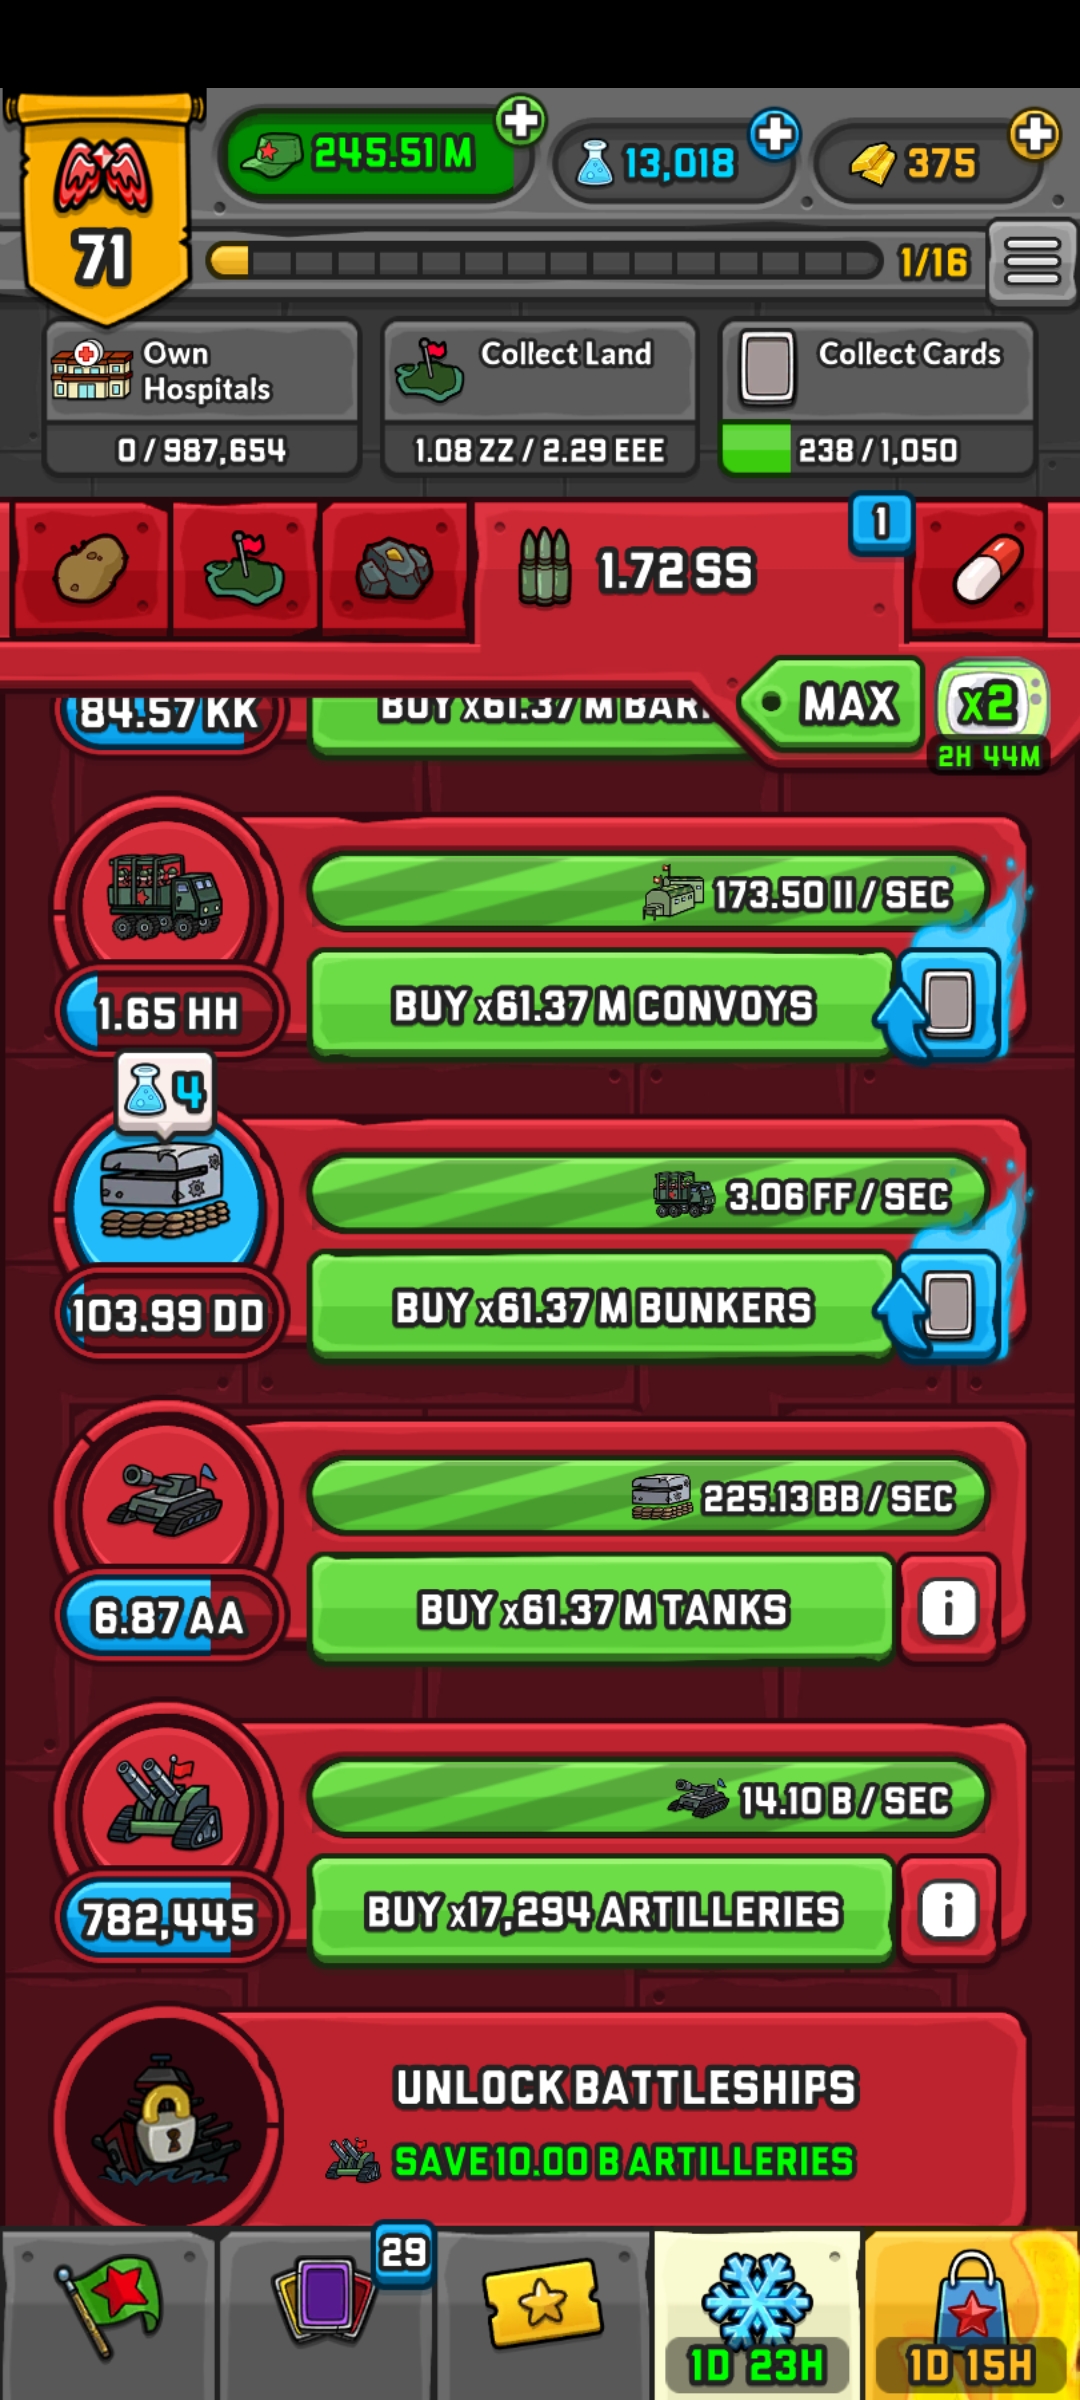 245.51 M
13,018
375
71
1/16
Own
Hospitals
Collect Land
Collect Cards
0 / 987,654
1.08 ZZ / 2.29 EEE
238 / 1,050
1
1.72 SS
MAX
x2
2H 44M
84.57 KK
BUY x61.37 M
173.50 II / SEC
BUY x61.37 M CONVOYS
1.65 HH
4
3.06 FF / SEC
BUY x61.37 M BUNKERS
103.99 DD
225.13 BB / SEC
BUY x61.37 M TANKS
i
6.87 AA
14.10 B / SEC
BUY x17,294 ARTILLERIES
i
782,445
UNLOCK BATTLESHIPS
SAVE 10.00 B ARTILLERIES
29
1D 23H
1D 15H